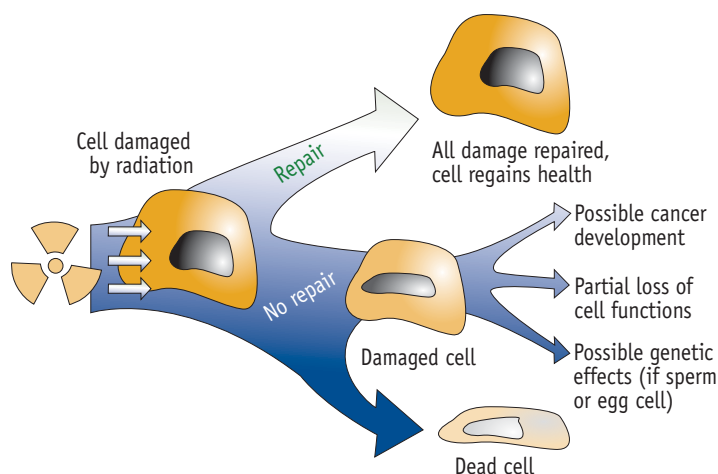 Cell damaged
by radiation
Repair
All damage repaired,
cell regains health
No repair
Damaged cell
Possible cancer
development
Partial loss of
cell functions
Possible genetic
effects (if sperm
or egg cell)
Dead cell